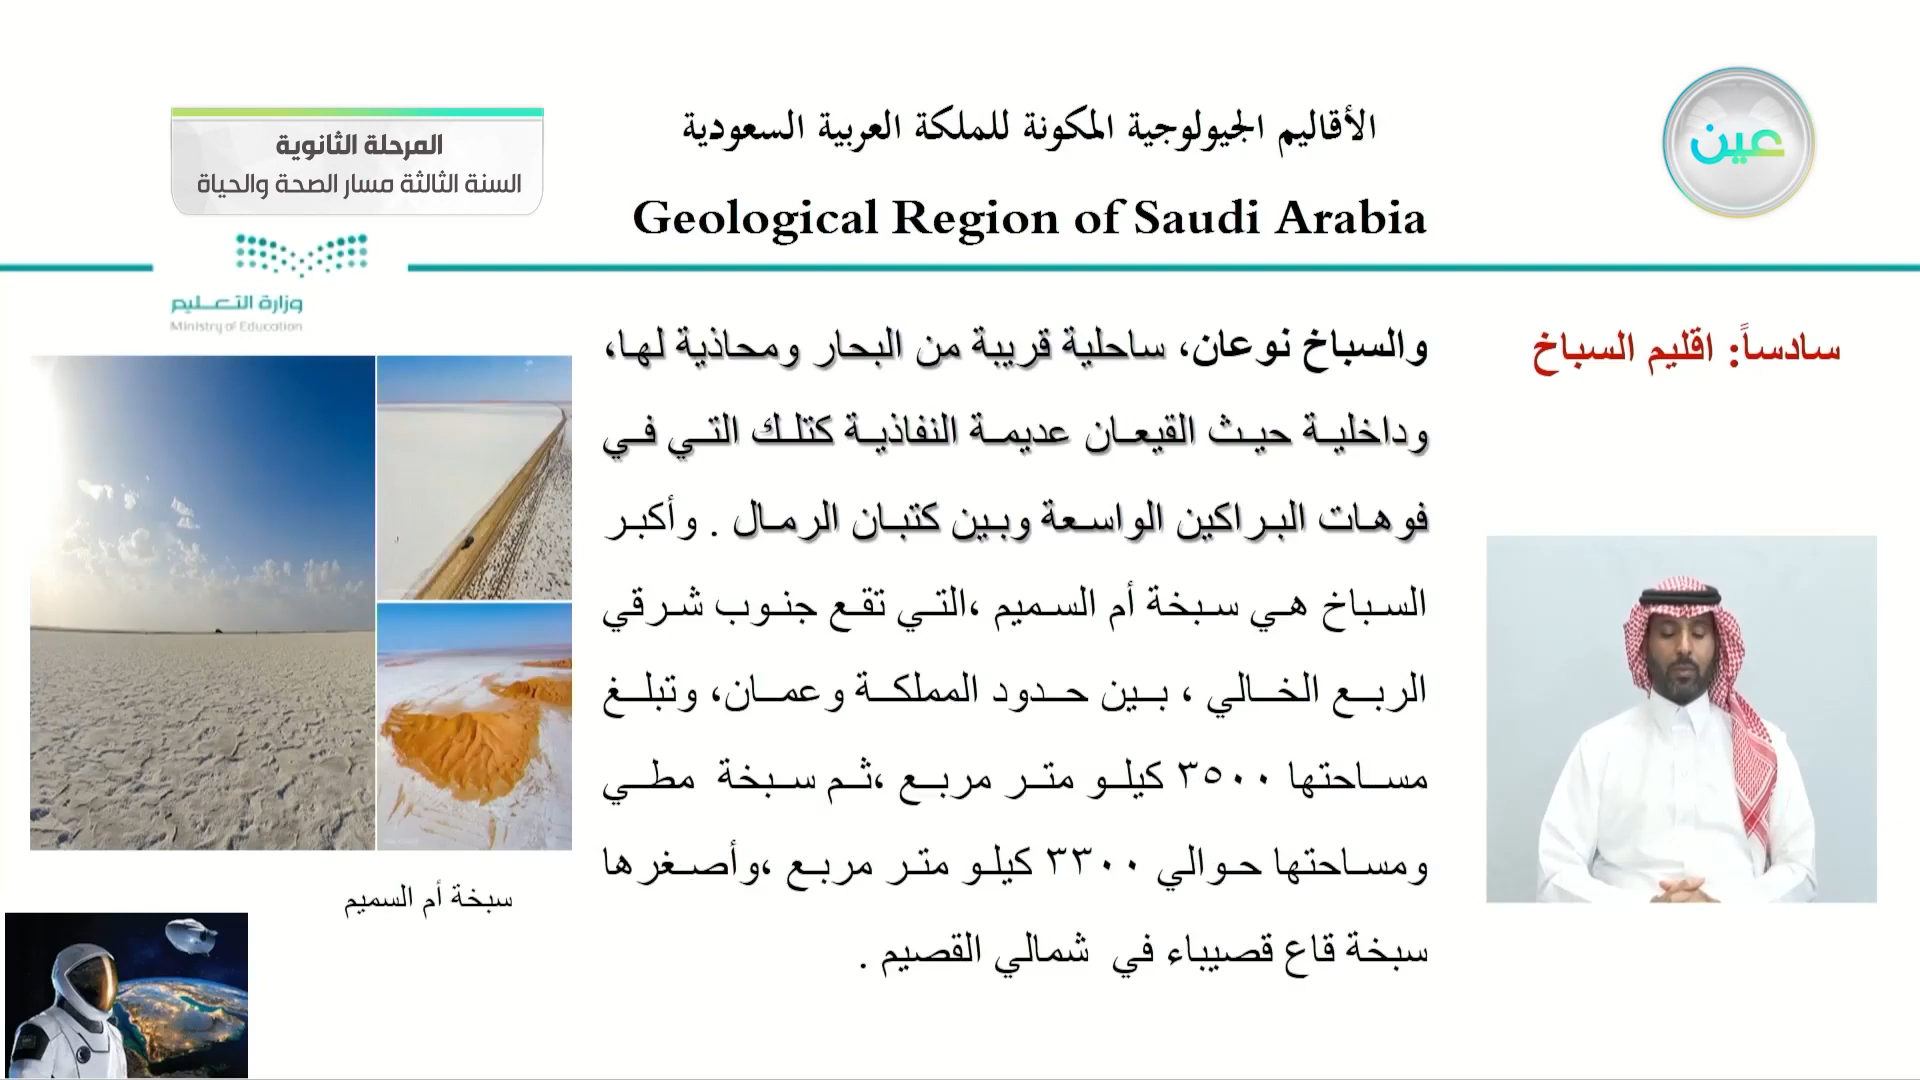 الأقاليم الجيولوجية المكونة للملكة العربية السعودية
Geological Region of Saudi Arabia
عين
المرحلة الثانوية
السنة الثالثة مسار الصحة والحياة
وزارة التعليم
Ministry of Education
سادساً: اقليم السباخ
والسباخ نوعان، ساحلية قريبة من البحار ومحاذية لها،
وداخلية حيث القيعان عديمة النفاذية كتلك التي في
فوهات البراكين الواسعة وبين كتبان الرمال . وأكبر
السباخ هي سبخة أم السميم ،التي تقع جنوب شرقي
الربع الخالي ، بين حدود المملكة وعمان، وتبلغ
مساحتها ٣٥٠٠ كيلو متر مربع ،ثم سبخة مطي
ومساحتها حوالي ٣٣٠٠ كيلو متر مربع ،وأصغرها
سبخة قاع قصيباء في شمالي القصيم .
سبخة أم السميم